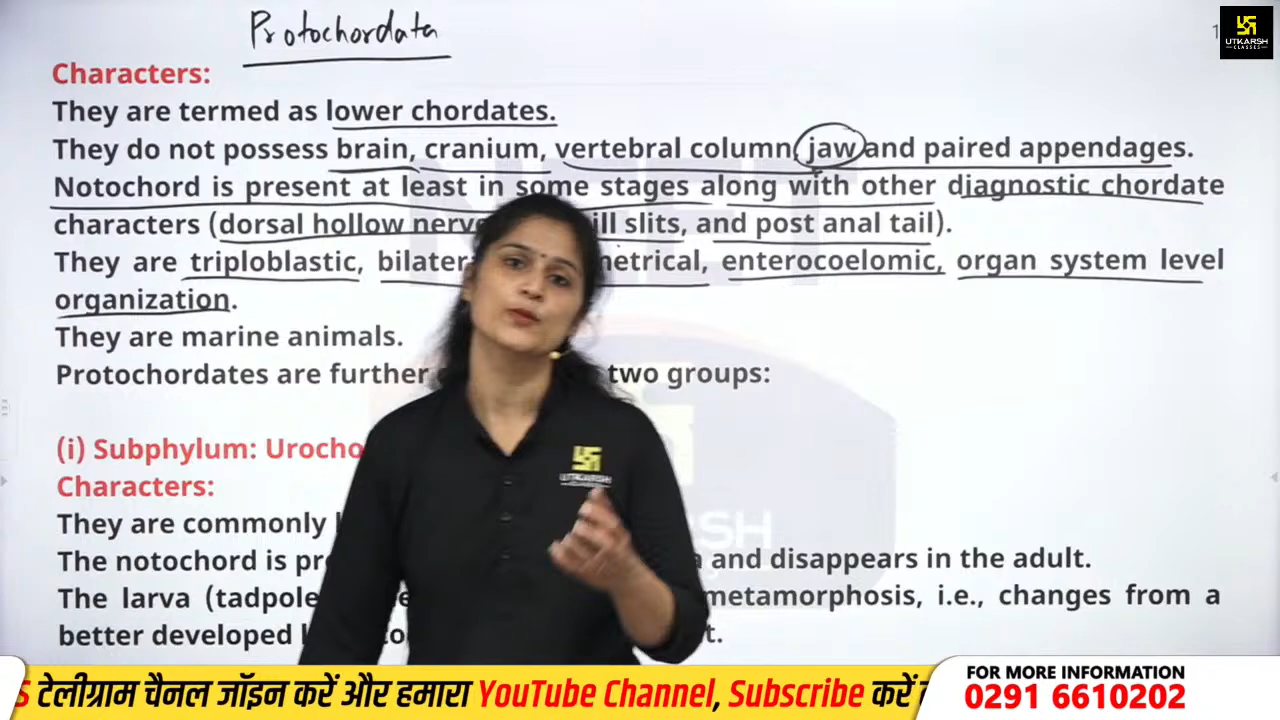 Protochordata
1
UTKARSH
CLASSES
Characters:
They are termed as lower chordates.
They do not possess brain, cranium, vertebral column, jaw and paired appendages.
Notochord is present at least in some stages along with other diagnostic chordate
characters (dorsal hollow nerve ill slits, and post anal tail).
They are triploblastic, bilater metrical, enterocoelomic, organ system level
organization.
They are marine animals.
Protochordates are further two groups:
(i) Subphylum: Urocho
Characters:
They are commonly
The notochord is pr and disappears in the adult.
The larva (tadpole metamorphosis, i.e., changes from a
better developed t.
UTKARSH
CLASSES
S टेलीग्राम चैनल जॉइन करें और हमारा YouTube Channel, Subscribe करें
FOR MORE INFORMATION
0291 6610202